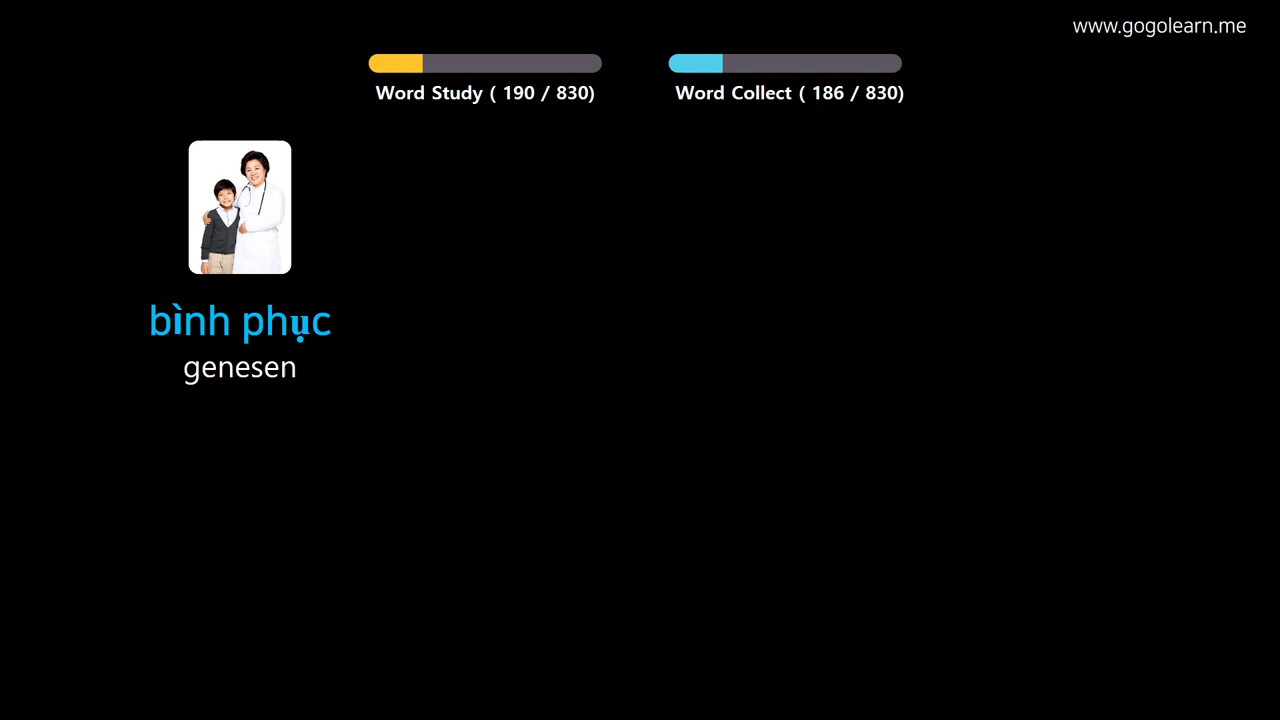 www.gogolearn.me
Word Study ( 190 / 830)
Word Collect ( 186 / 830)
bình phục
genesen